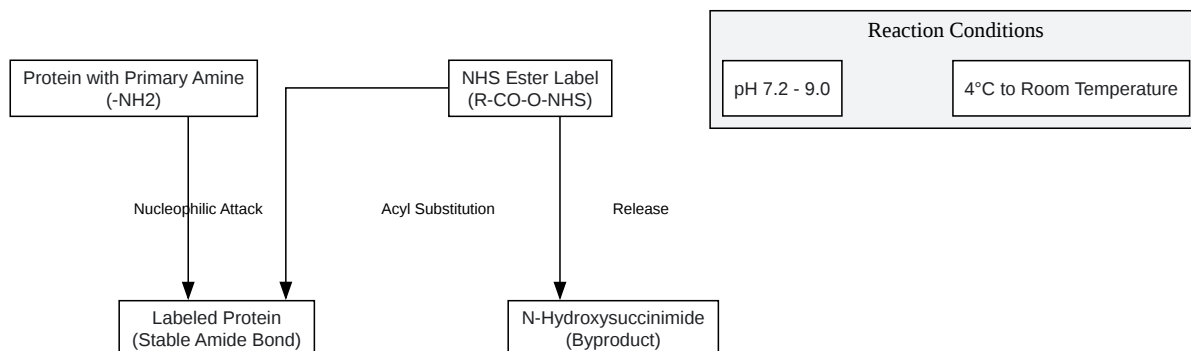 Reaction Conditions
Protein with Primary Amine
(-NH2)
NHS Ester Label
(R-CO-O-NHS)
pH 7.2 - 9.0
4°C to Room Temperature
Nucleophilic Attack
Acyl Substitution
Release
Labeled Protein
(Stable Amide Bond)
N-Hydroxysuccinimide
(Byproduct)